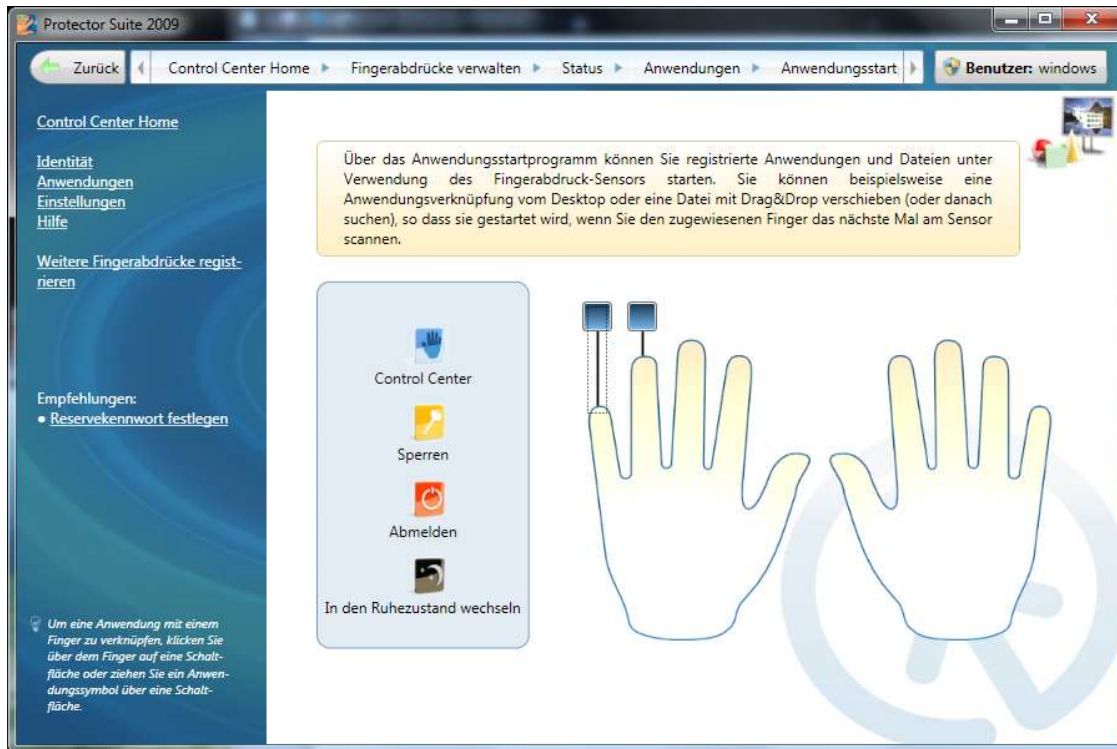 Protector Suite 2009
Zurück Control Center Home Fingerabdrücke verwalten Status Anwendungen Anwendungsstart Benutzer: windows
Control Center Home
Identität
Anwendungen
Einstellungen
Hilfe
Weitere Fingerabdrücke regist-
rieren
Empfehlungen:
● Reservekennwort festlegen
Um eine Anwendung mit einem
Finger zu verknüpfen, klicken Sie
über dem Finger auf eine Schalt-
fläche oder ziehen Sie ein Anwen-
dungssymbol über eine Schalt-
fläche.
Über das Anwendungsstartprogramm können Sie registrierte Anwendungen und Dateien unter
Verwendung des Fingerabdruck-Sensors starten. Sie können beispielsweise eine
Anwendungsverknüpfung vom Desktop oder eine Datei mit Drag&Drop verschieben (oder danach
suchen), so dass sie gestartet wird, wenn Sie den zugewiesenen Finger das nächste Mal am Sensor
scannen.
Control Center
Sperren
Abmelden
In den Ruhezustand wechseln